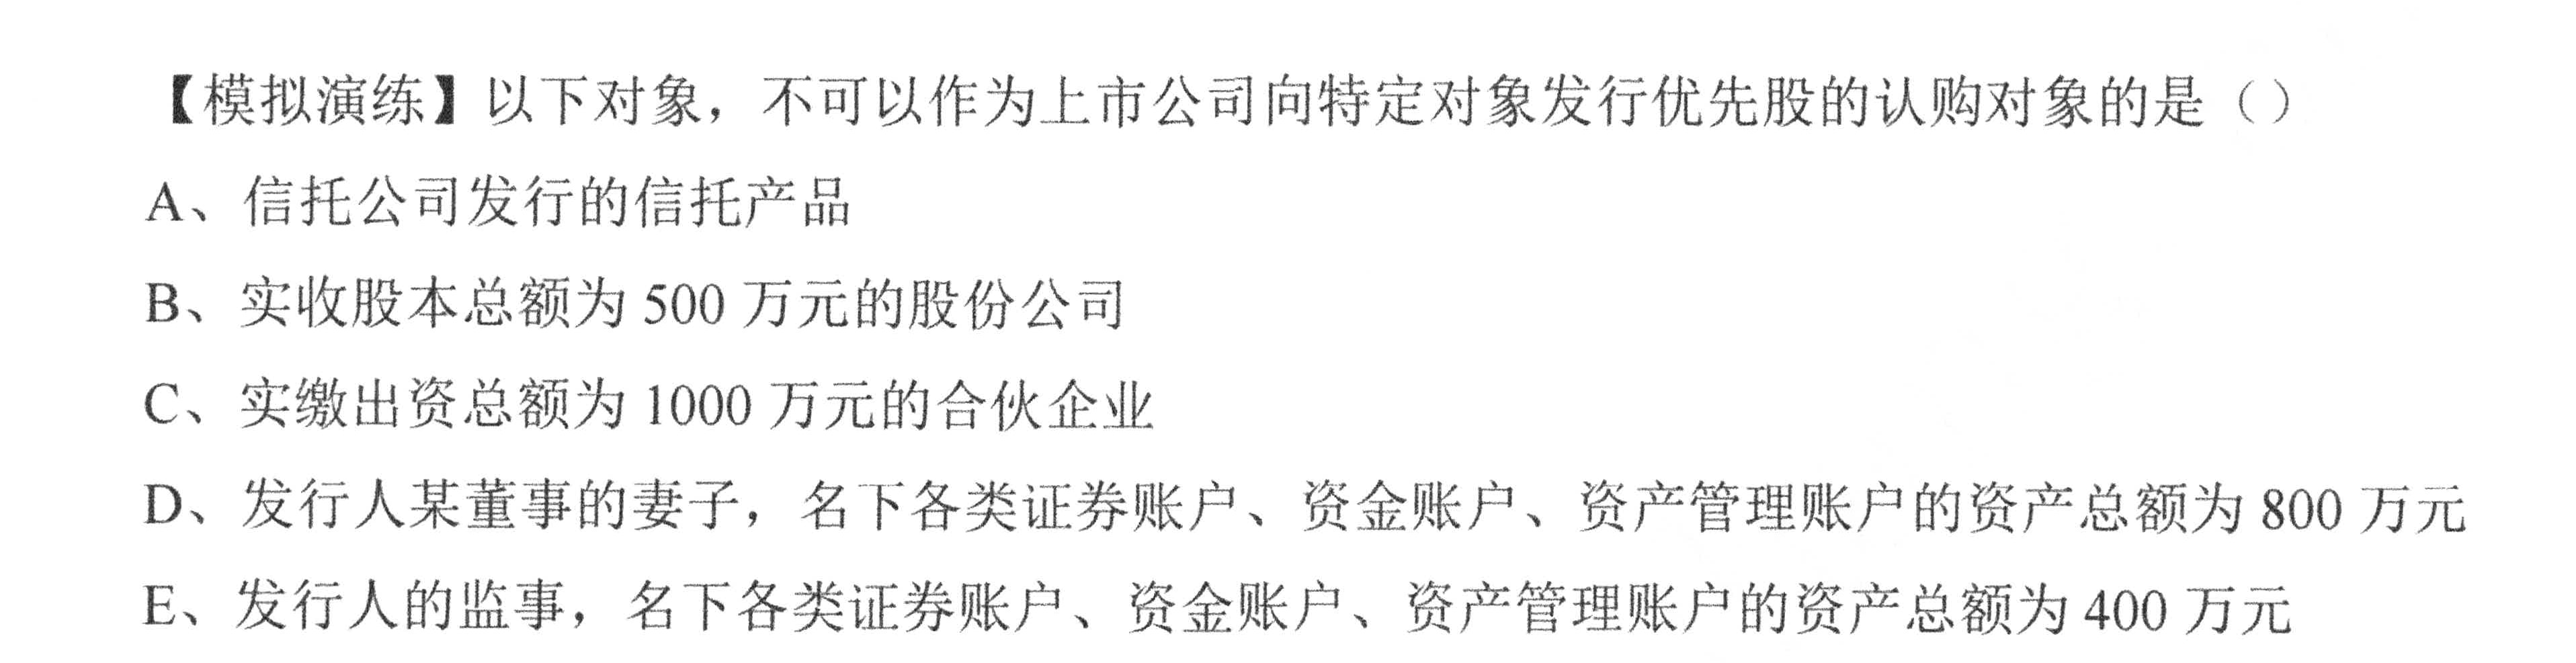 【模拟演练】以下对象，不可以作为上市公司向特定对象发行优先股的认购对象的是（）
A、信托公司发行的信托产品
B、实收股本总额为 500 万元的股份公司
C、实缴出资总额为 1000 万元的合伙企业
D、发行人某董事的妻子，名下各类证券账户、资金账户、资产管理账户的资产总额为 800 万元
E、发行人的监事，名下各类证券账户、资金账户、资产管理账户的资产总额为 400 万元